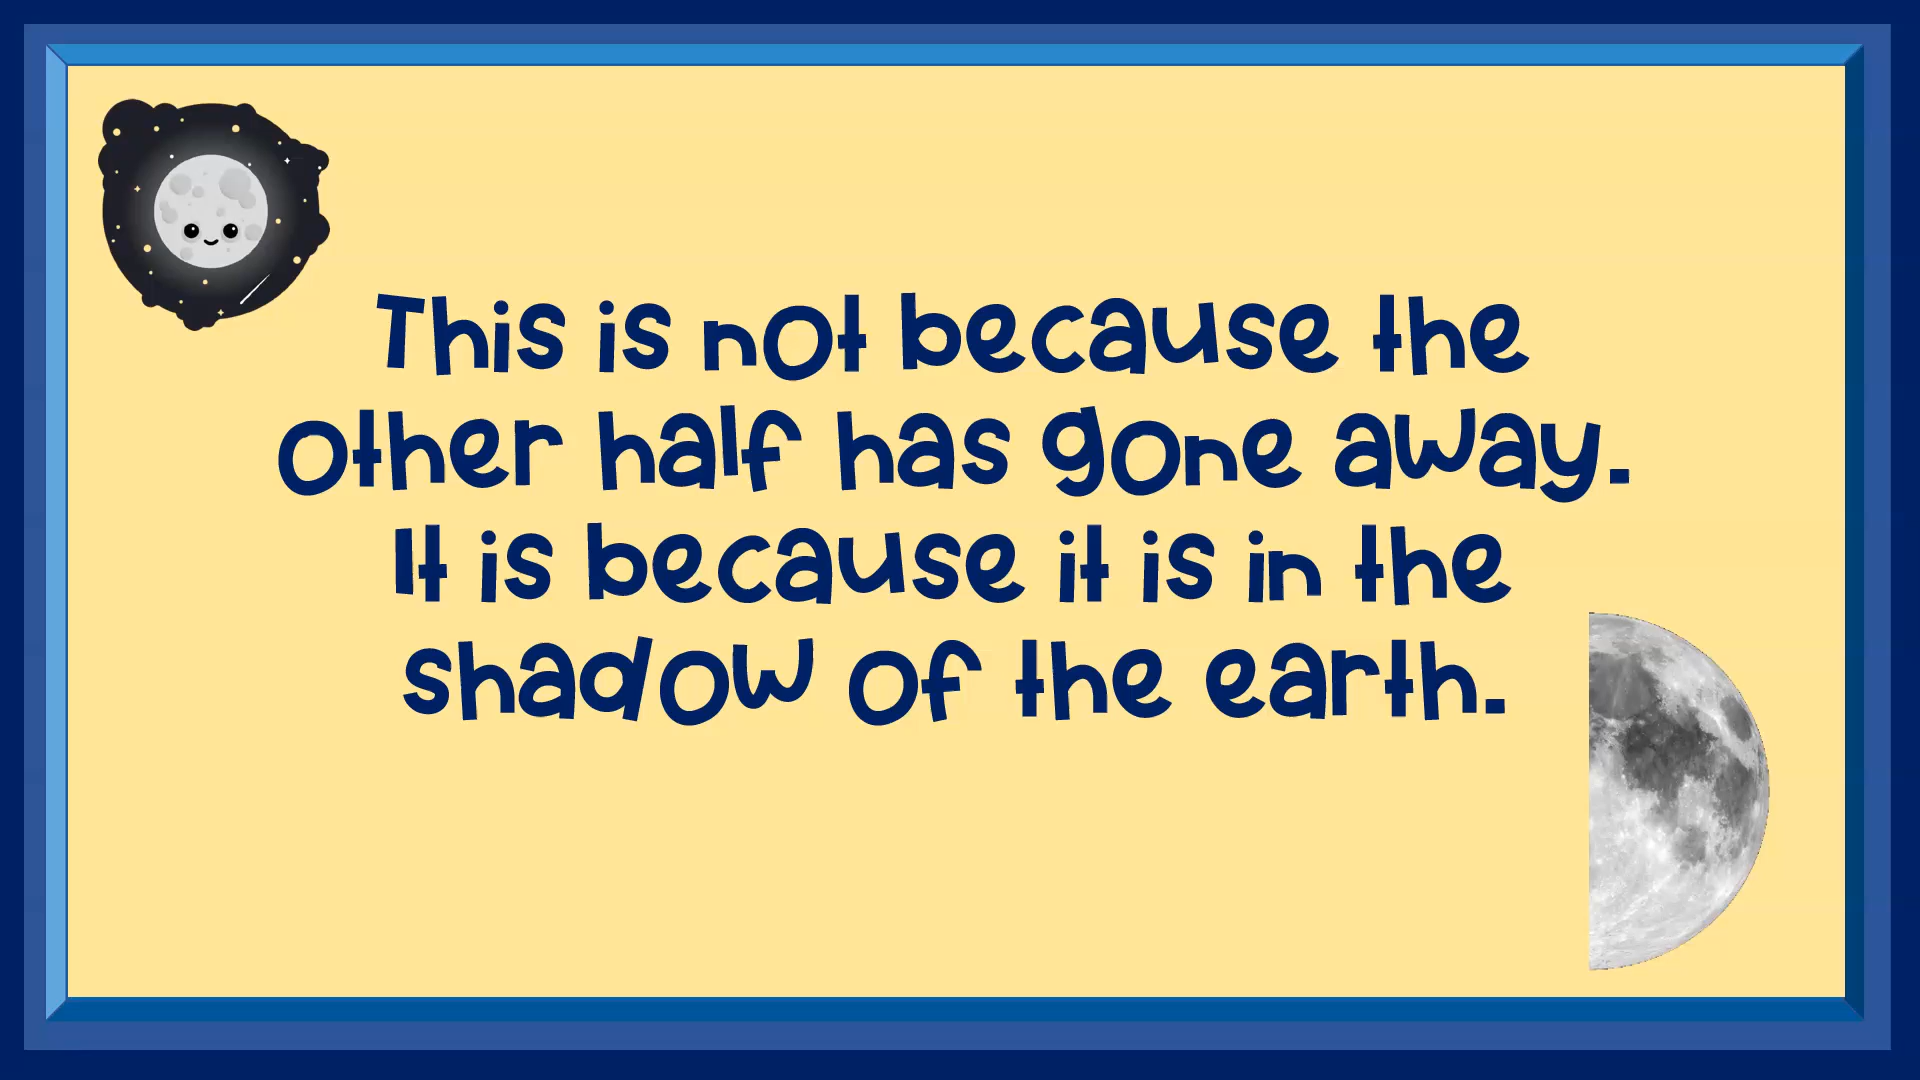 This is not because the
other half has gone away.
It is because it is in the
shadow of the earth.